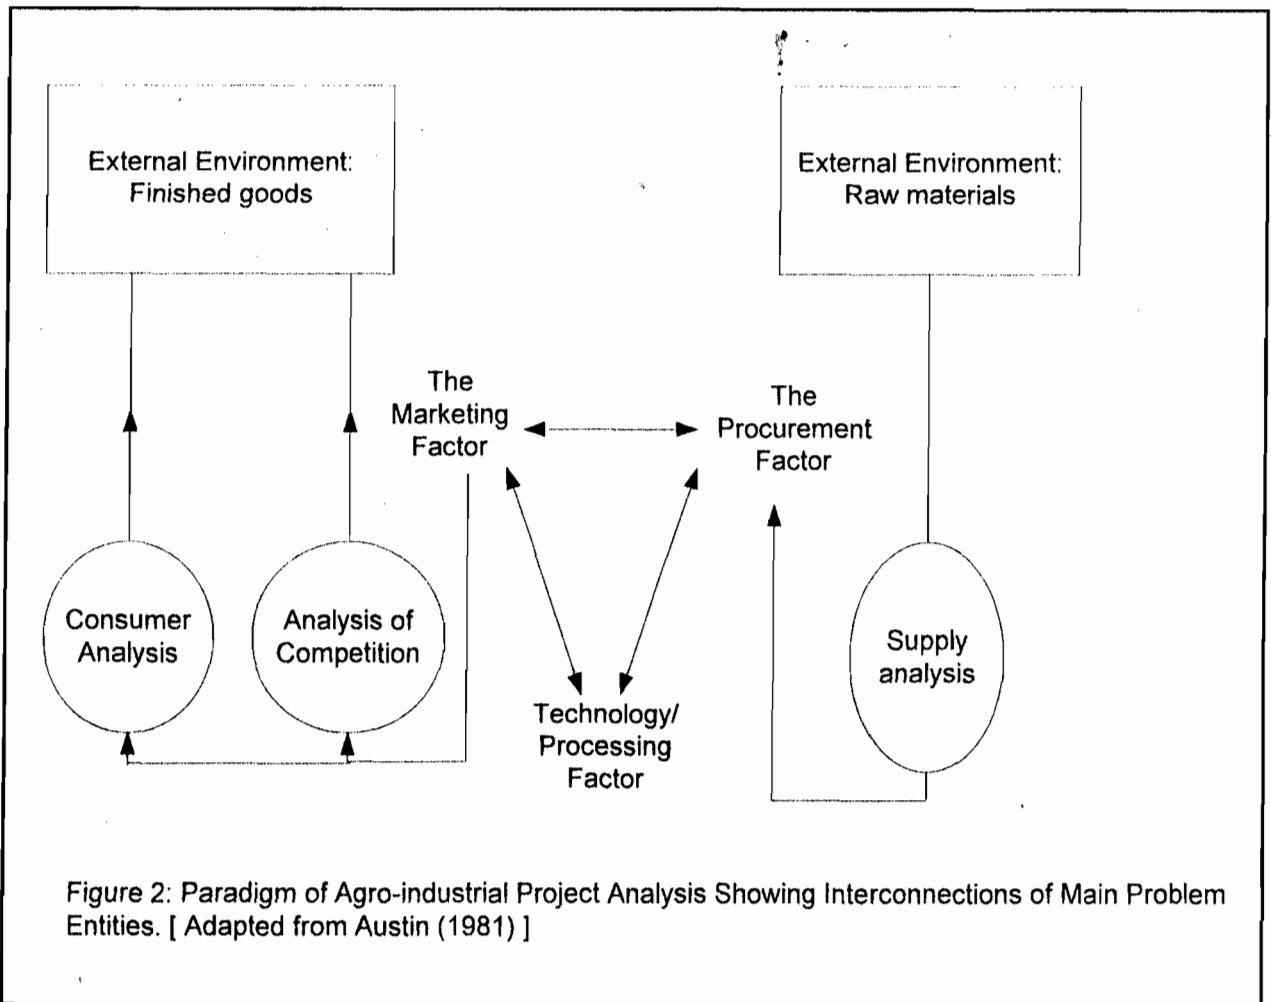 External Environment:
Finished goods
External Environment:
Raw materials
The
Marketing
Factor
The
Procurement
Factor
Consumer
Analysis
Analysis of
Competition
Supply
analysis
Technology/
Processing
Factor
Figure 2: Paradigm of Agro-industrial Project Analysis Showing Interconnections of Main Problem
Entities. [ Adapted from Austin (1981) ]